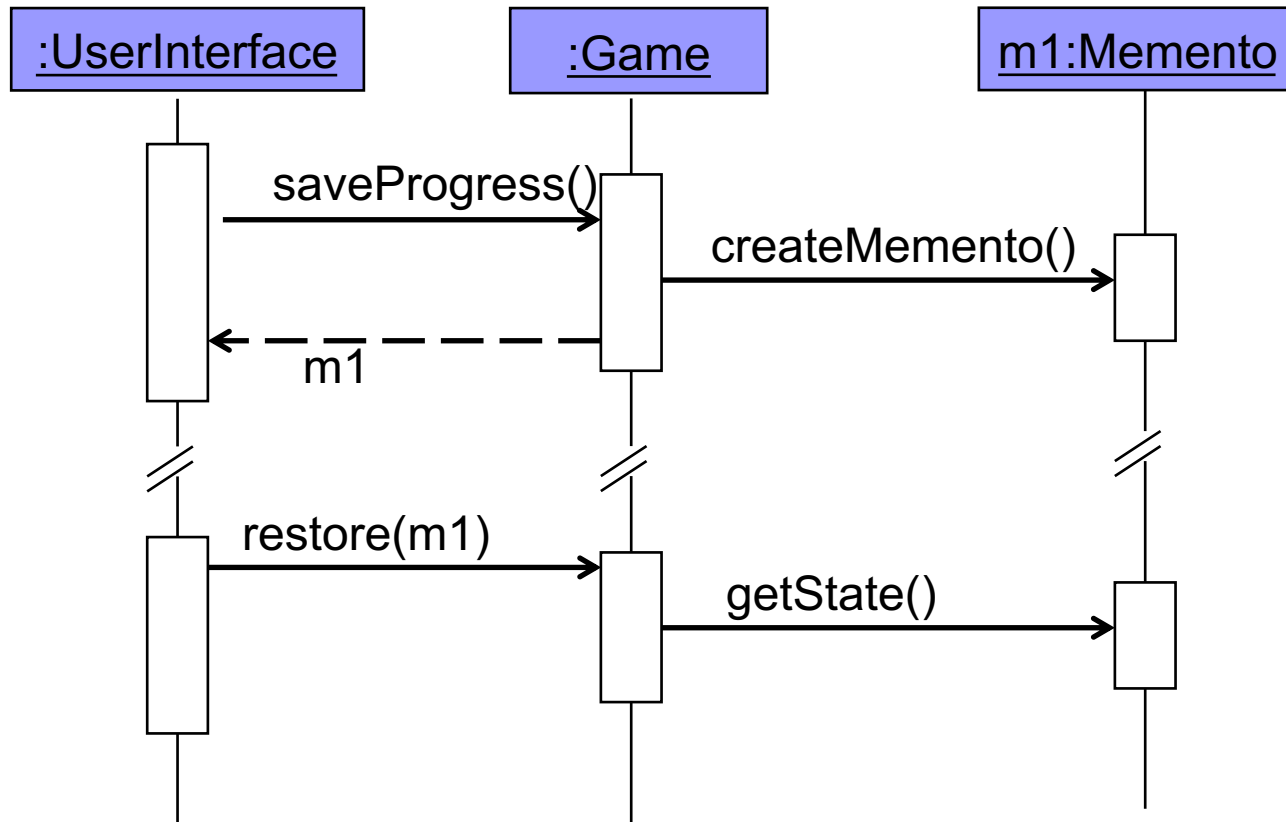 :UserInterface
:Game
m1:Memento
saveProgress()
createMemento()
m1
restore(m1)
getState()